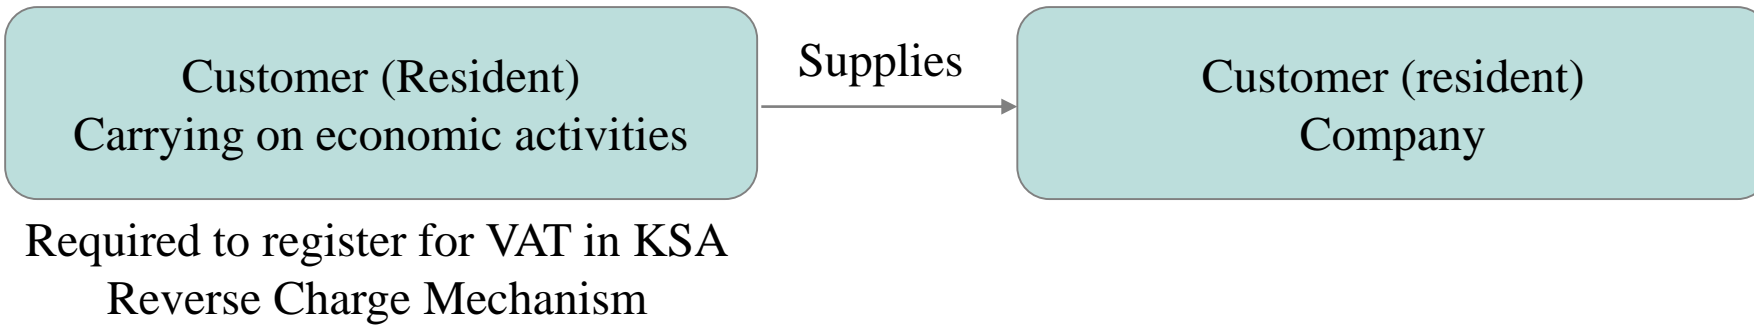 Customer (Resident)
Carrying on economic activities
Supplies
Customer (resident)
Company
Required to register for VAT in KSA
Reverse Charge Mechanism